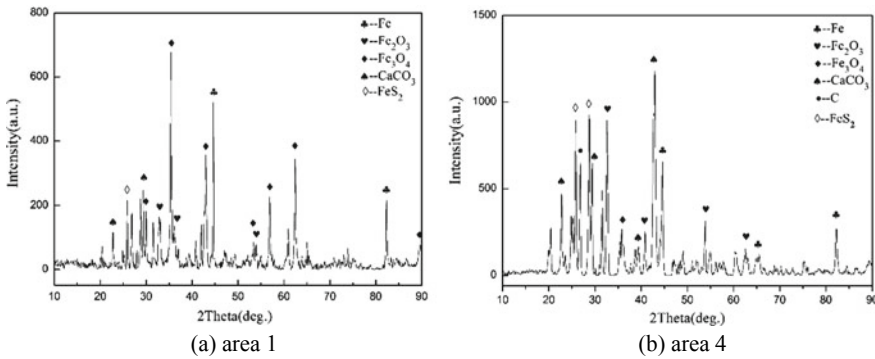 800
600
400
200
0
Intensity(a.u.)
10 20 30 40 50 60 70 80 90
2Theta(deg.)
♣--Fe
♥--Fe₂O₃
♦--Fe₃O₄
♠--CaCO₃
◊--FeS₂
(a) area 1
1500
1000
500
0
Intensity(a.u.)
10 20 30 40 50 60 70 80 90
2Theta(deg.)
♣--Fe
♥--Fe₂O₃
♦--Fe₃O₄
♠--CaCO₃
•--C
◊--FeS₂
(b) area 4